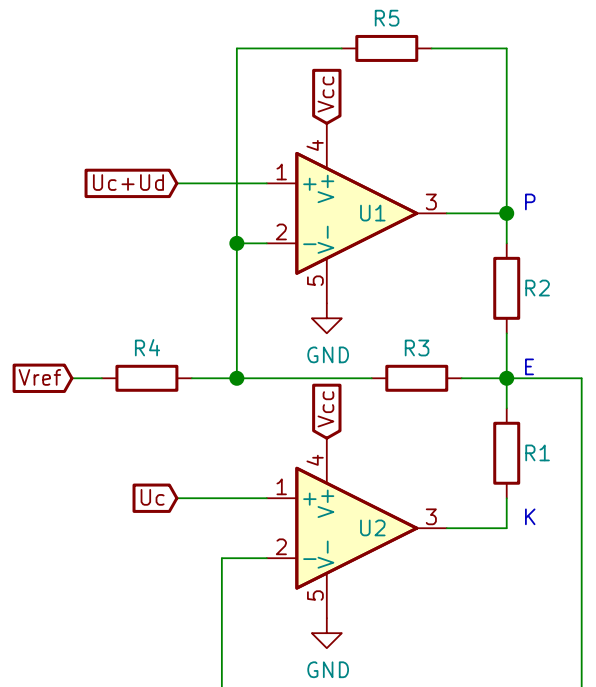 R5
Vcc
4
Uc+Ud
1
+
V+
U1
3
P
2
−
V−
5
R2
GND
R4
R3
E
Vref
Vcc
4
R1
Uc
1
+
V+
U2
3
K
2
−
V−
5
GND